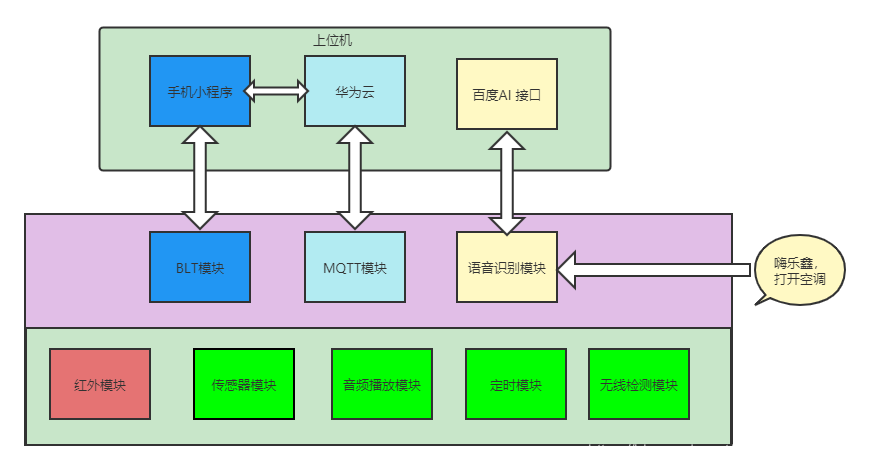 上位机
手机小程序
华为云
百度AI 接口
BLT模块
MQTT模块
语音识别模块
嗨乐鑫，
打开空调
红外模块
传感器模块
音频播放模块
定时模块
无线检测模块